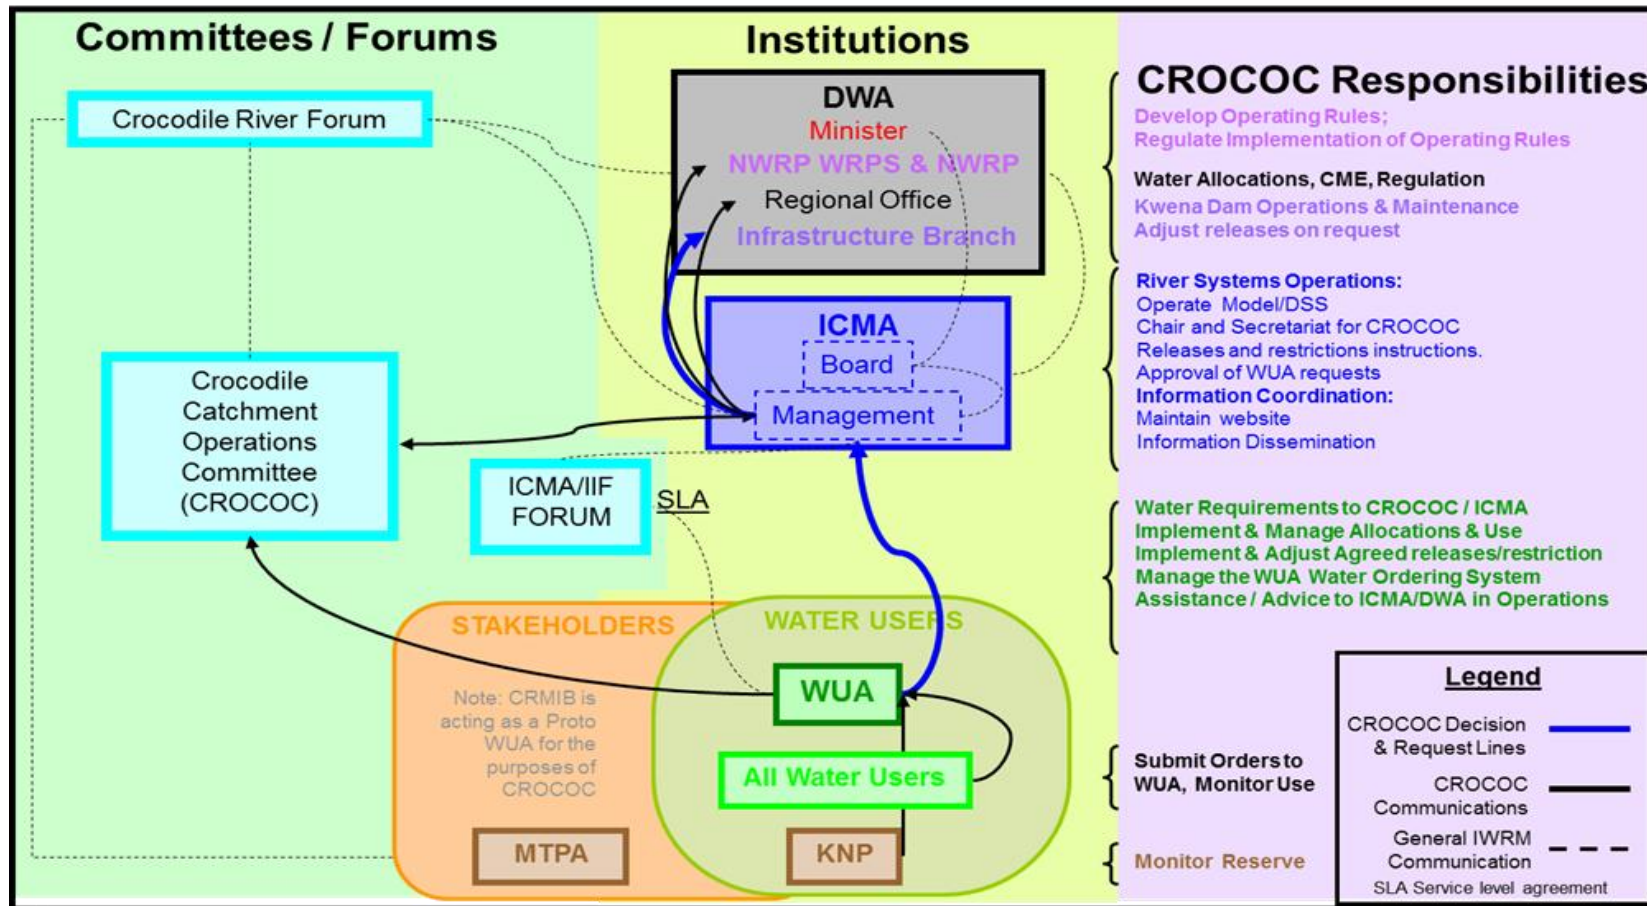 Committees / Forums
Institutions
CROCOC Responsibilities
Crocodile River Forum
DWA
Minister
NWRP WRPS & NWRP
Regional Office
Infrastructure Branch
Develop Operating Rules;
Regulate Implementation of Operating Rules
Water Allocations, CME, Regulation
Kwena Dam Operations & Maintenance
Adjust releases on request
ICMA
Board
Management
River Systems Operations:
Operate Model/DSS
Chair and Secretariat for CROCOC
Releases and restrictions instructions.
Approval of WUA requests
Information Coordination:
Maintain website
Information Dissemination
Crocodile
Catchment
Operations
Committee
(CROCOC)
ICMA/IIF
FORUM
SLA
Water Requirements to CROCOC / ICMA
Implement & Manage Allocations & Use
Implement & Adjust Agreed releases/restriction
Manage the WUA Water Ordering System
Assistance / Advice to ICMA/DWA in Operations
STAKEHOLDERS
WATER USERS
Note: CRMIB is
acting as a Proto
WUA for the
purposes of
CROCOC
WUA
All Water Users
MTPA
KNP
Submit Orders to
WUA, Monitor Use
Monitor Reserve
Legend
CROCOC Decision
& Request Lines
CROCOC
Communications
General IWRM
Communication
SLA Service level agreement